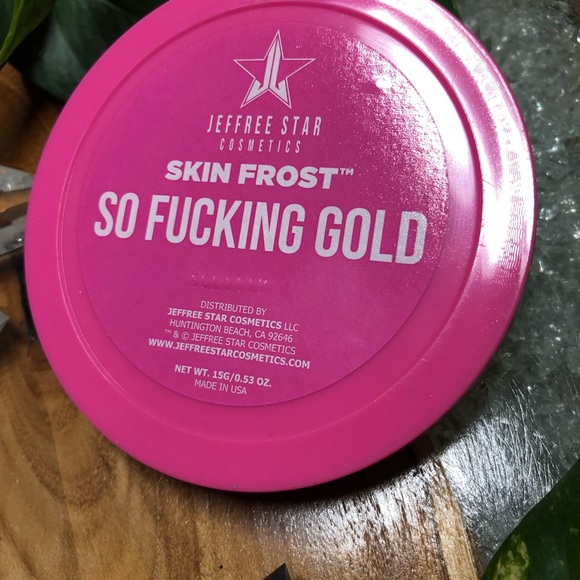 JEFFREE STAR
COSMETICS
SKIN FROST™
SO FUCKING GOLD
DISTRIBUTED BY
JEFFREE STAR COSMETICS LLC
HUNTINGTON BEACH, CA 92646
™ & © JEFFREE STAR COSMETICS
WWW.JEFFREESTARCOSMETICS.COM
NET WT. 15G/0.53 OZ.
MADE IN USA